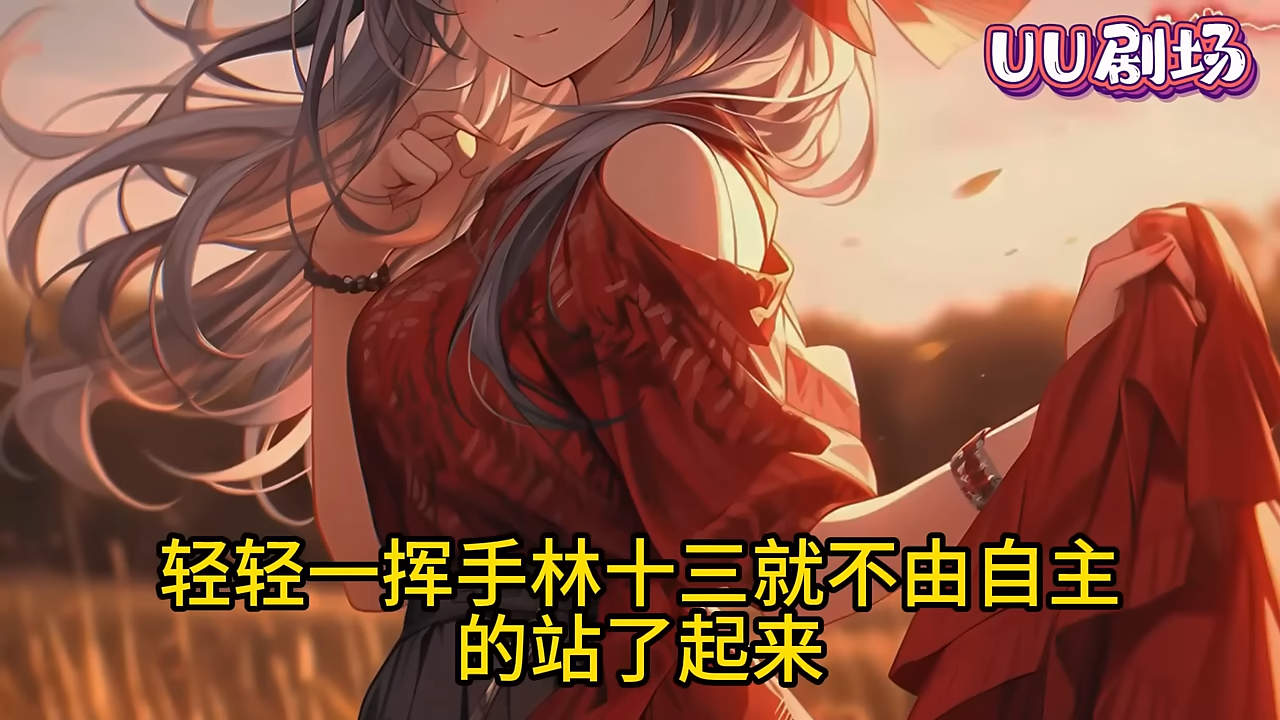 UU剧场
轻轻一挥手林十三就不由自主
的站了起来